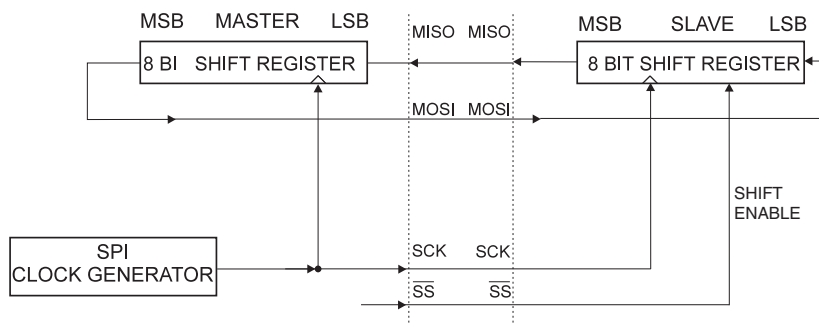 MSB MASTER LSB MISO MISO MSB SLAVE LSB
8 BI SHIFT REGISTER 8 BIT SHIFT REGISTER
MOSI MOSI
SHIFT
ENABLE
SPI SCK SCK
CLOCK GENERATOR
SS SS